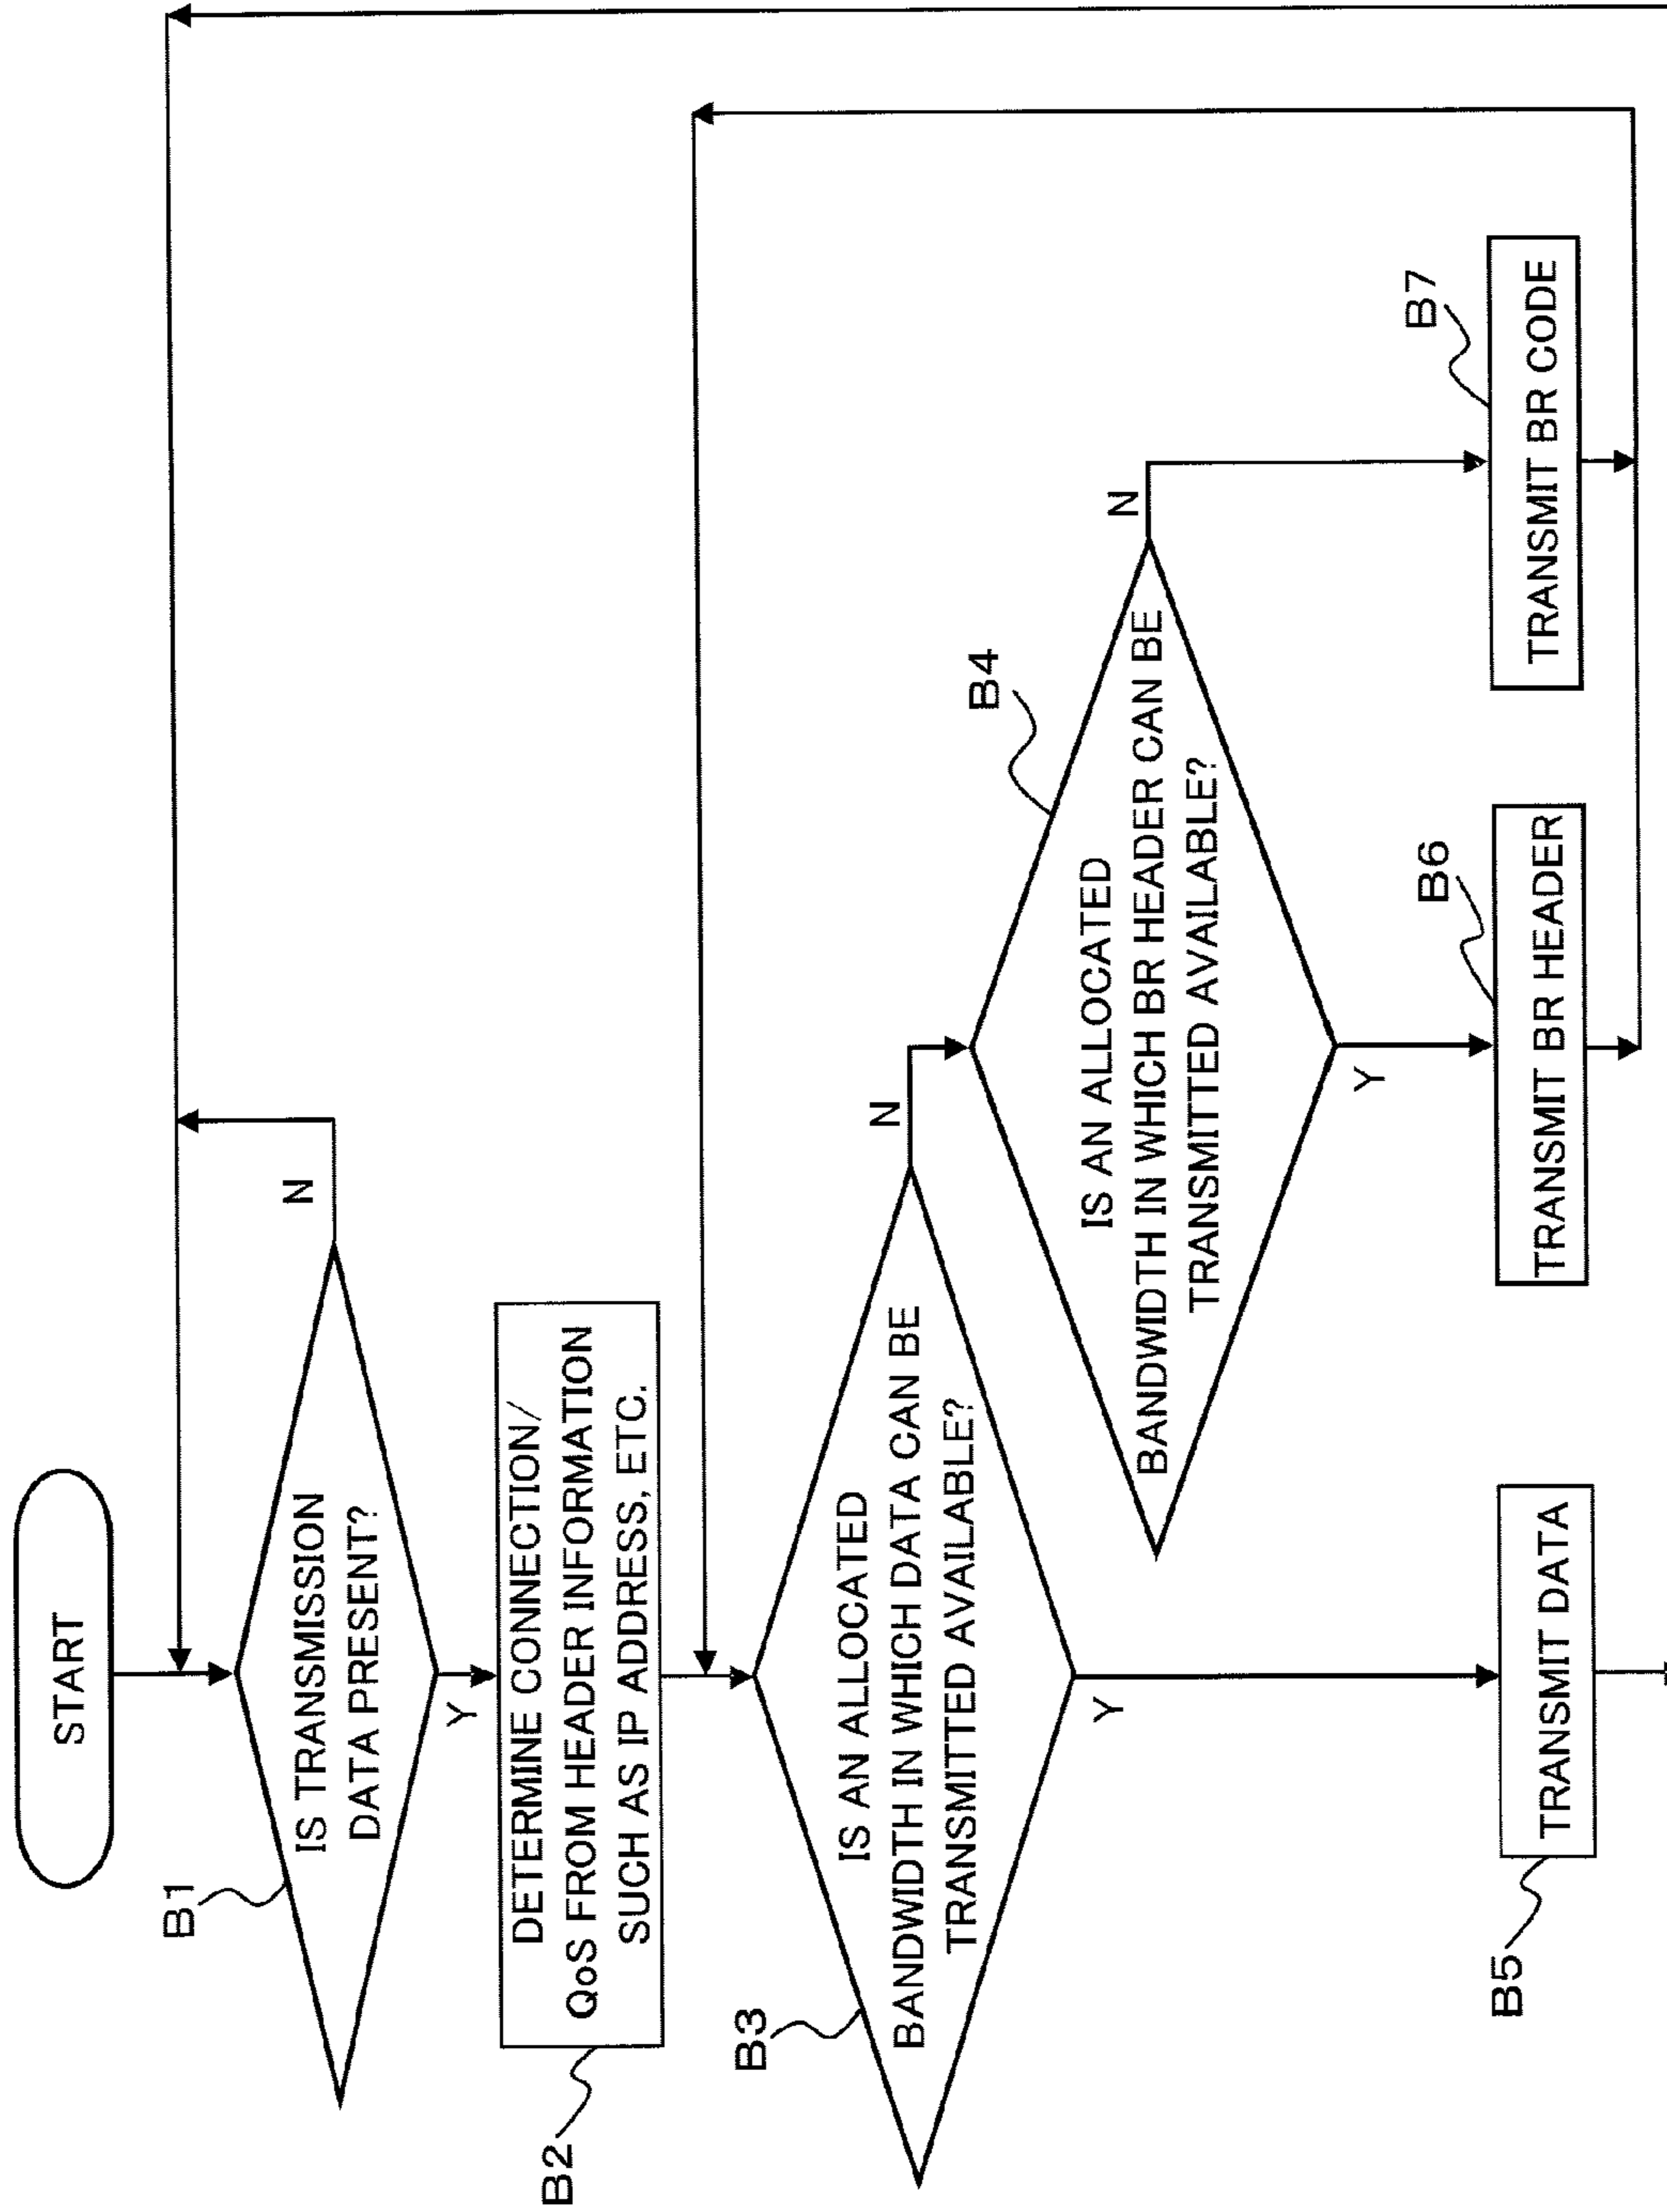 START
B1
IS TRANSMISSION
DATA PRESENT?
N
Y
B2
DETERMINE CONNECTION/
QoS FROM HEADER INFORMATION
SUCH AS IP ADDRESS, ETC.
B3
IS AN ALLOCATED
BANDWIDTH IN WHICH DATA CAN BE
TRANSMITTED AVAILABLE?
N
Y
B4
IS AN ALLOCATED
BANDWIDTH IN WHICH BR HEADER CAN BE
TRANSMITTED AVAILABLE?
N
Y
B5
TRANSMIT DATA
B6
TRANSMIT BR HEADER
B7
TRANSMIT BR CODE